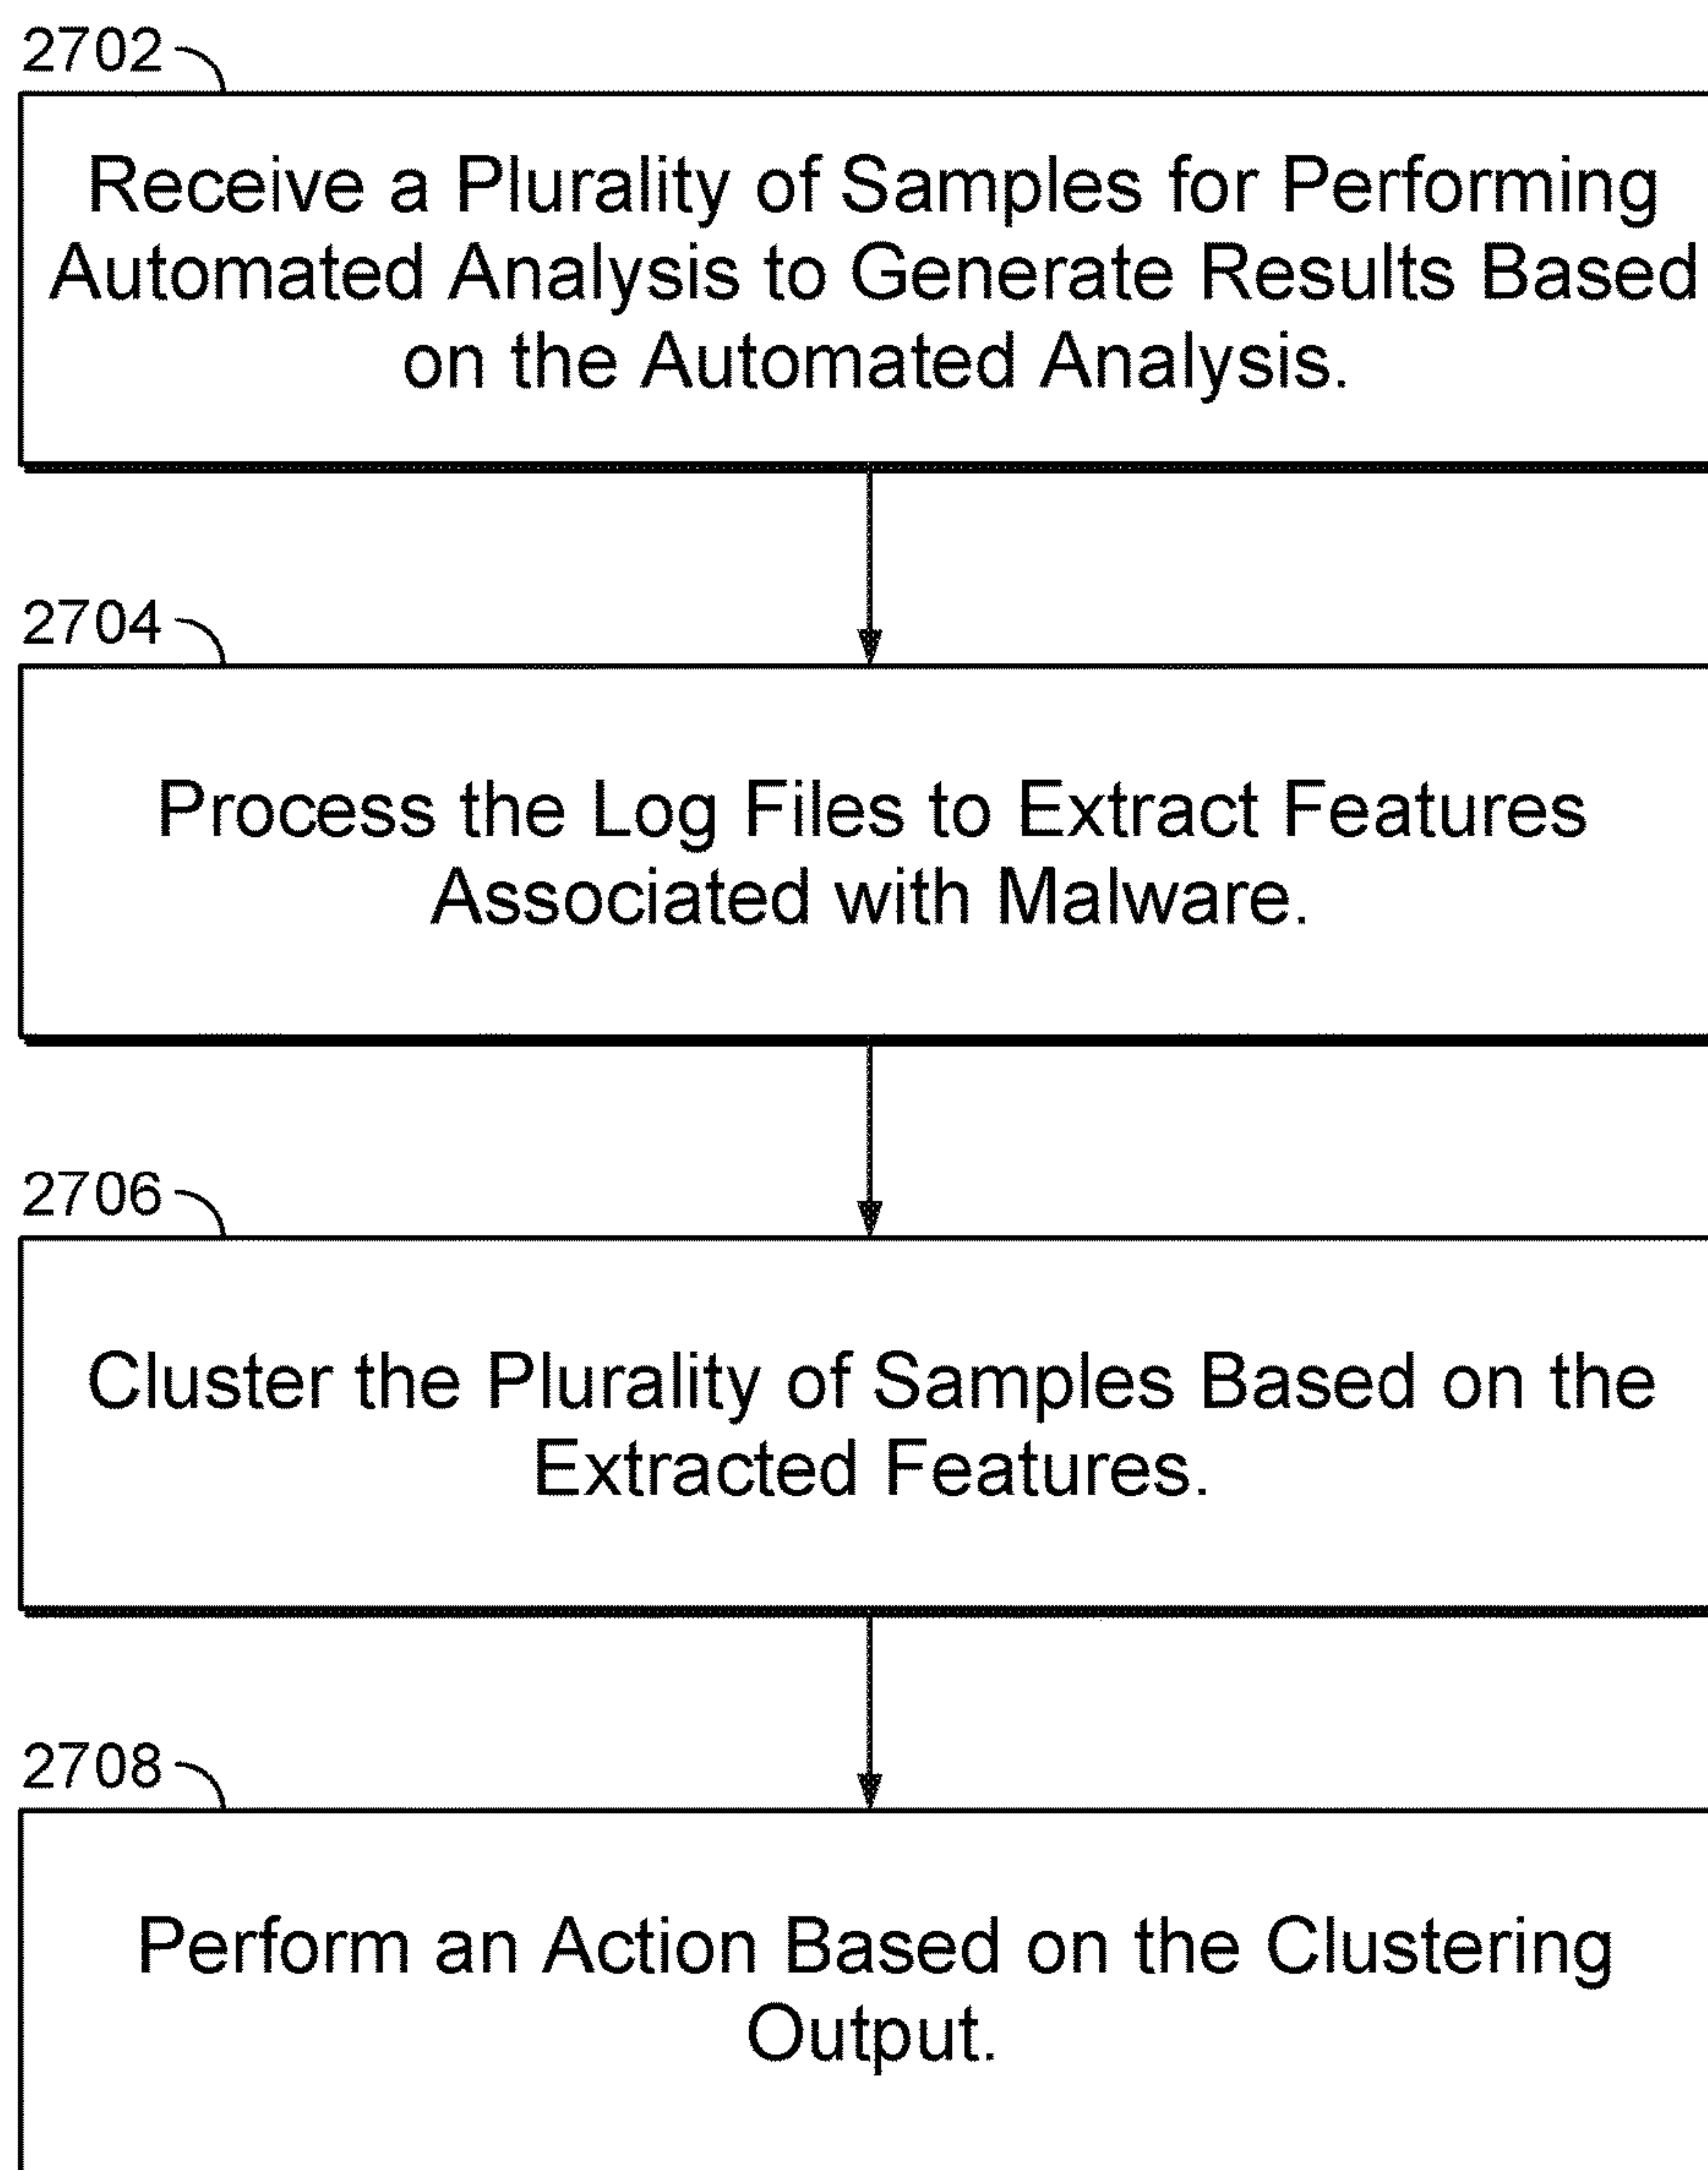 2702
Receive a Plurality of Samples for Performing
Automated Analysis to Generate Results Based
on the Automated Analysis.
2704
Process the Log Files to Extract Features
Associated with Malware.
2706
Cluster the Plurality of Samples Based on the
Extracted Features.
2708
Perform an Action Based on the Clustering
Output.